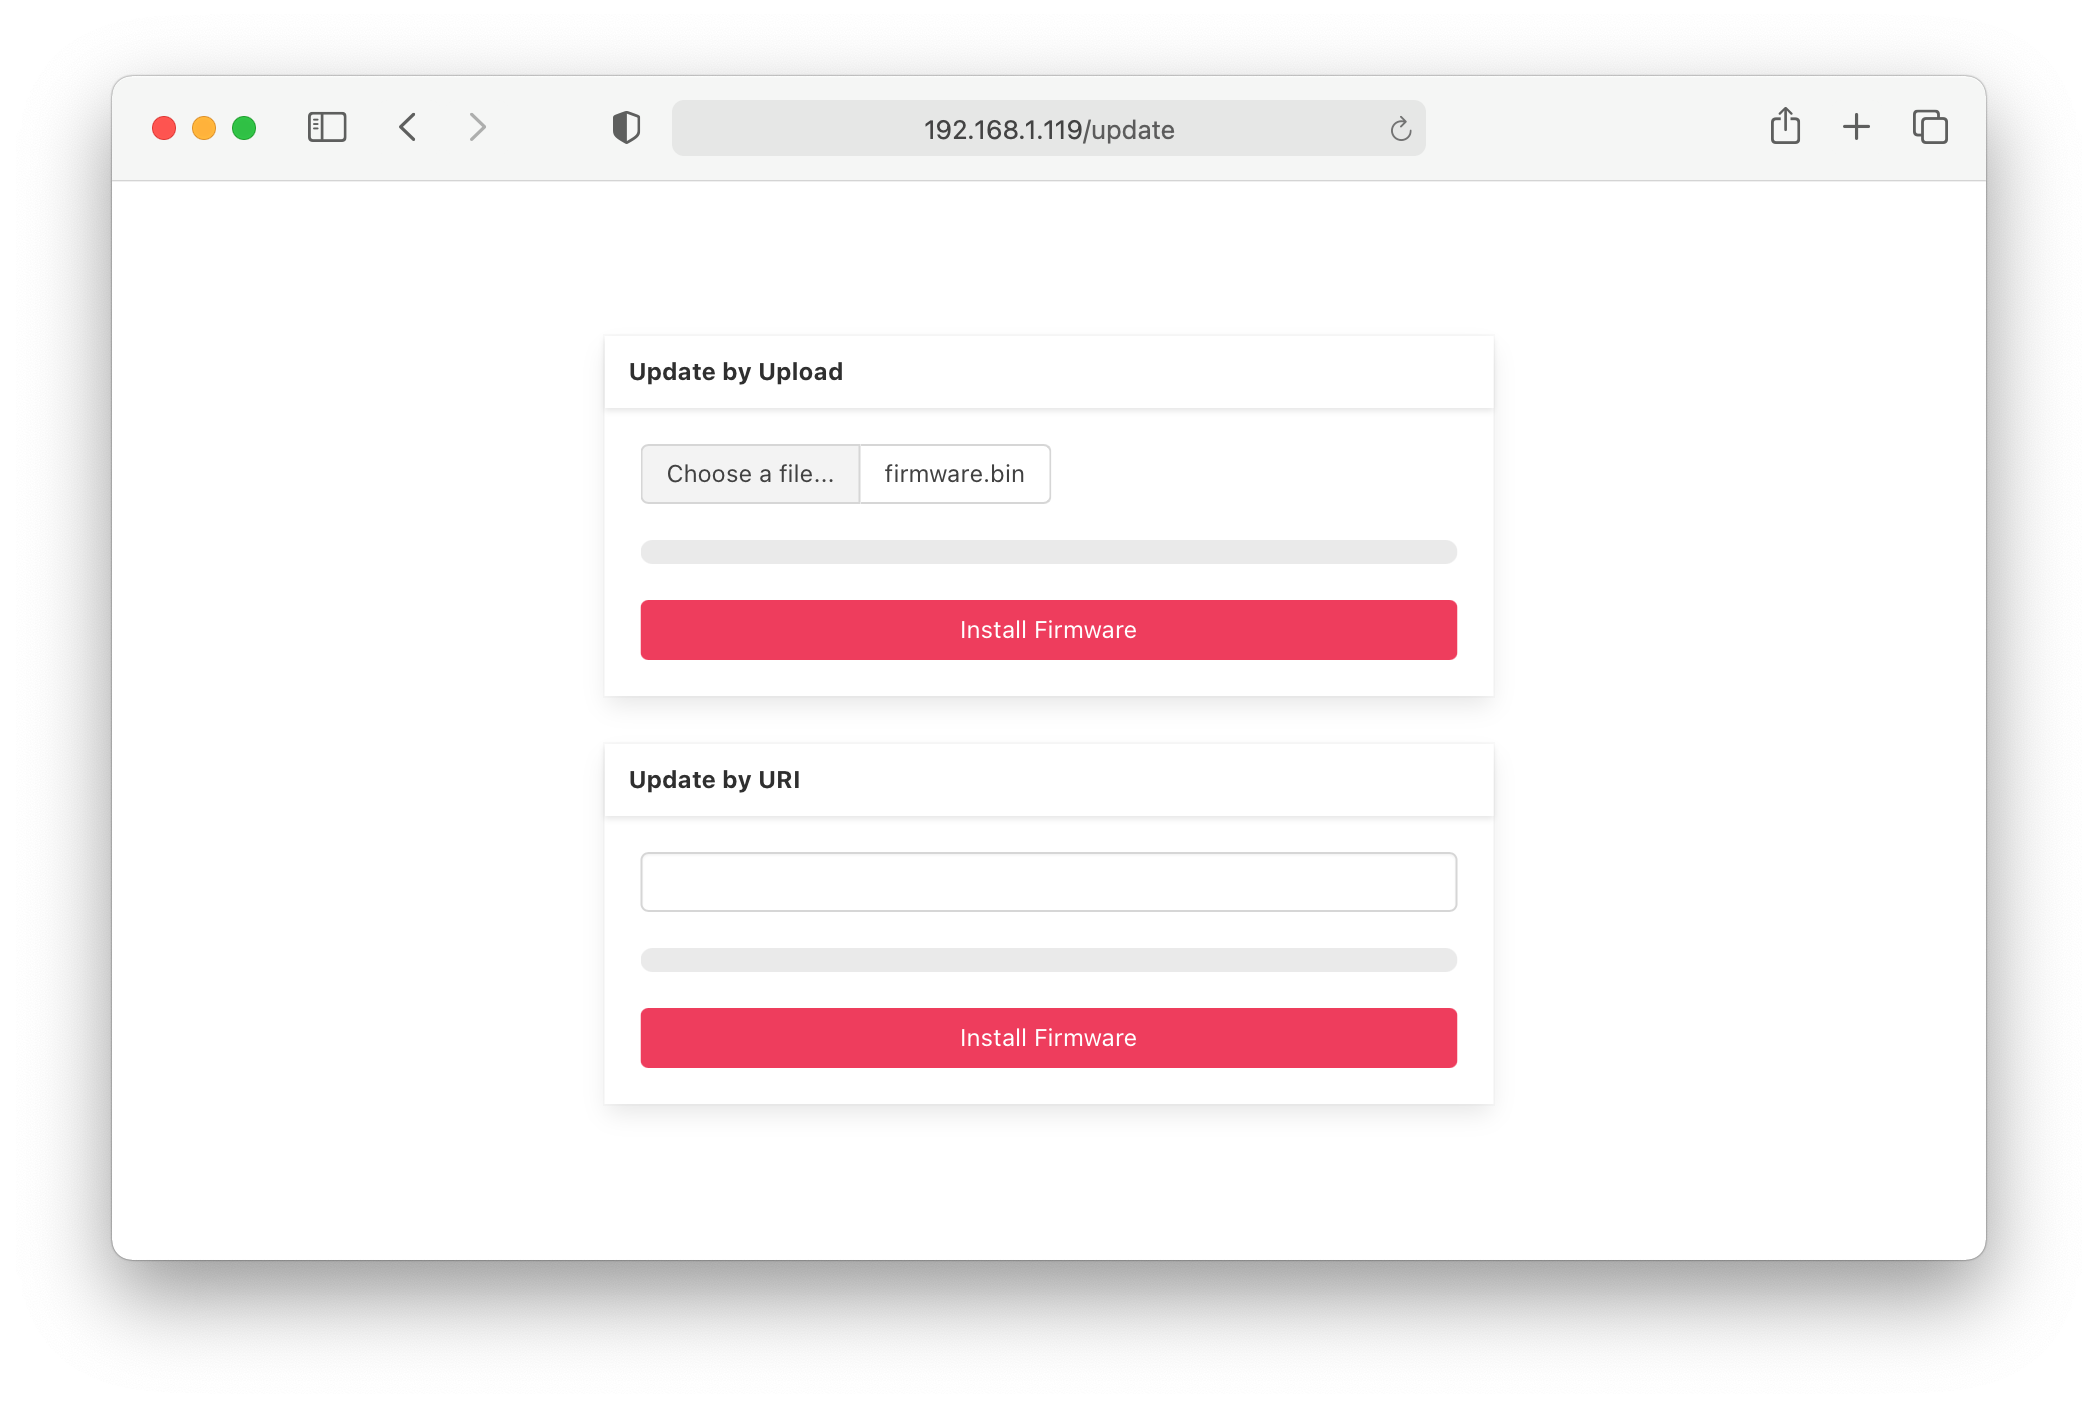 192.168.1.119/update
Update by Upload
Choose a file...
firmware.bin
Install Firmware
Update by URI
Install Firmware